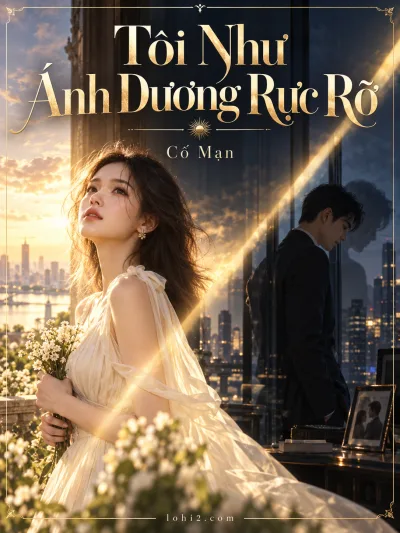 Tôi Như
Ánh Dương Rực Rỡ
Cố Mạn
lohi2.com